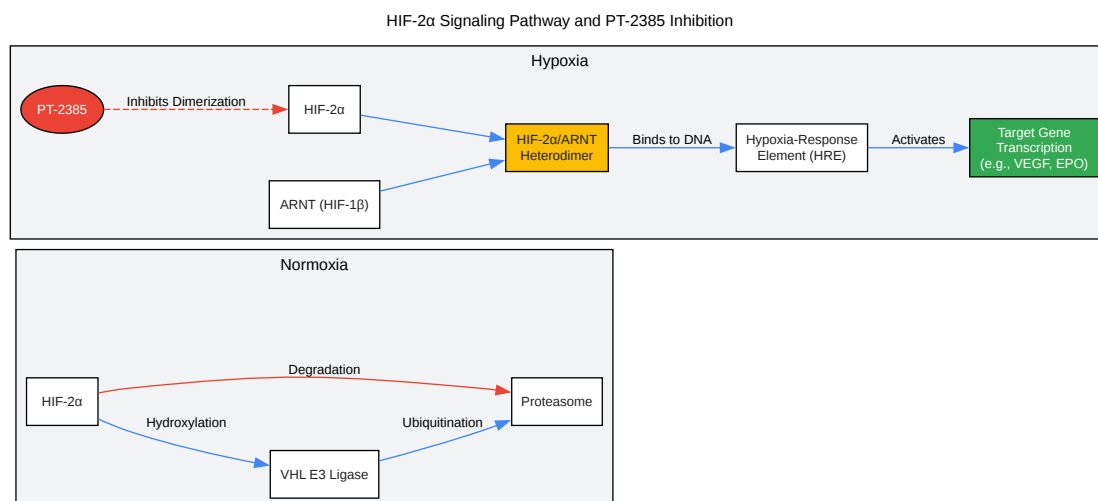 HIF-2α Signaling Pathway and PT-2385 Inhibition
Hypoxia
PT-2385
Inhibits Dimerization
HIF-2α
ARNT (HIF-1β)
HIF-2α/ARNT
Heterodimer
Binds to DNA
Hypoxia-Response
Element (HRE)
Activates
Target Gene
Transcription
(e.g., VEGF, EPO)
Normoxia
HIF-2α
Degradation
Hydroxylation
VHL E3 Ligase
Ubiquitination
Proteasome